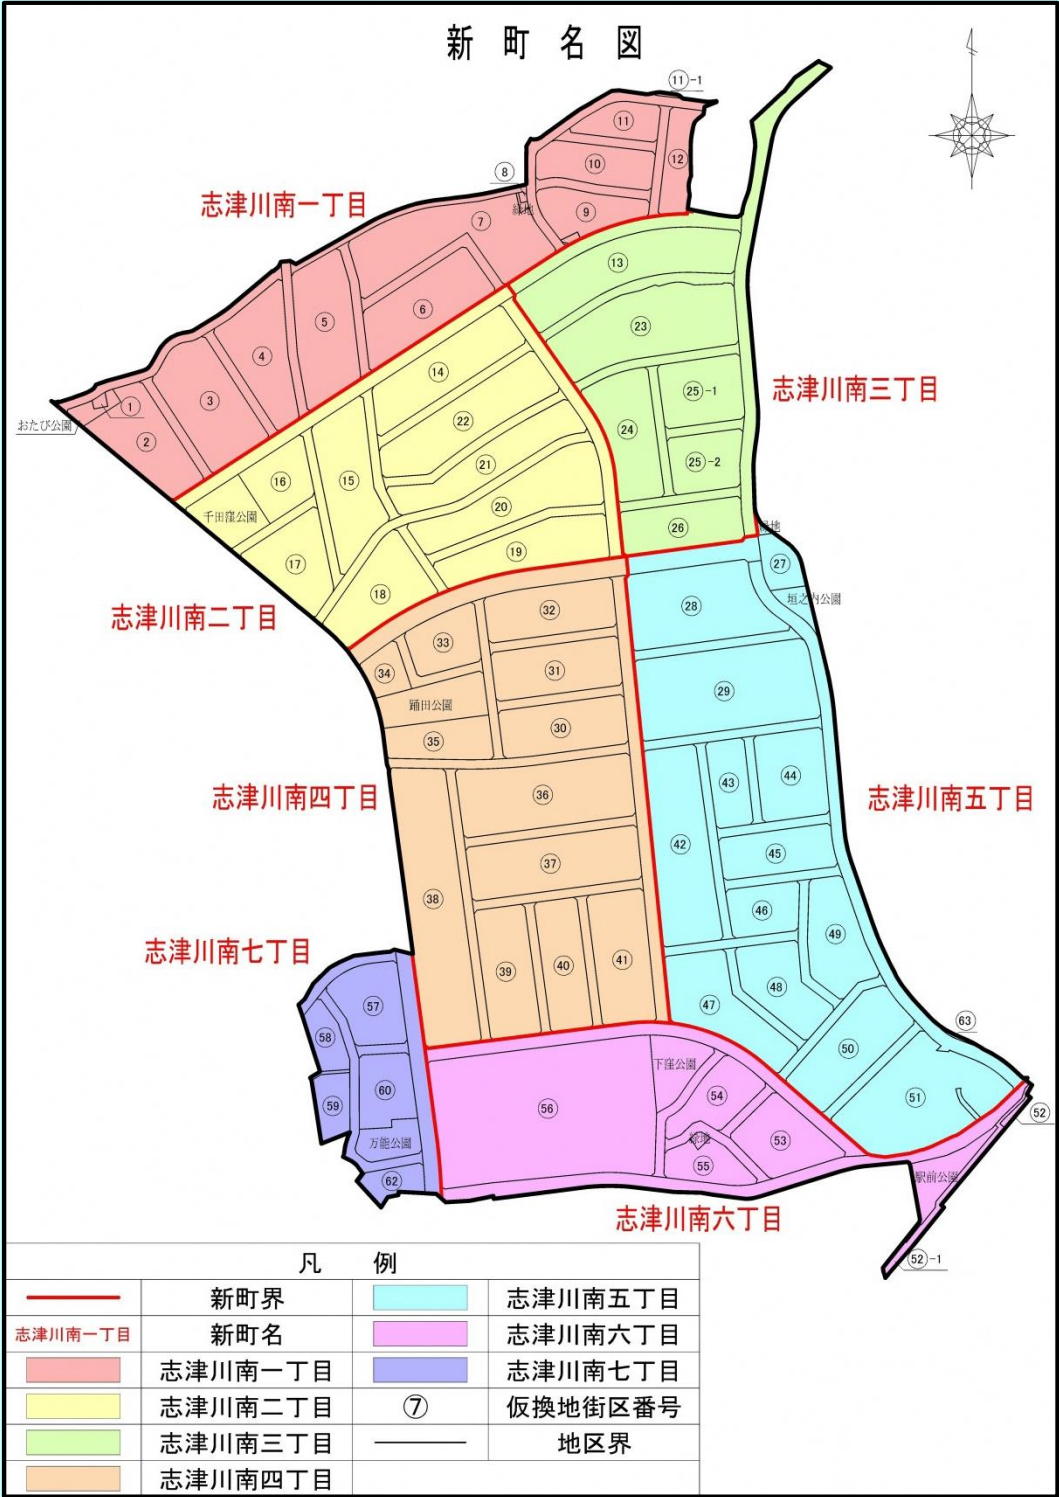 新町名図
⑪-1
⑪
⑫
⑩
⑧
志津川南一丁目
緑地
⑨
⑦
⑬
⑥
⑤
㉓
④
⑭
志津川南三丁目
㉕-1
③
①
おたび公園
②
㉒
㉔
㉑
㉕-2
⑯
⑮
⑳
千田窪公園
㉖
緑地
⑲
⑰
㉗
⑱
垣之内公園
㉘
志津川南二丁目
㉜
㉝
㉞
㉛
㉙
踊田公園
㉚
㉟
㊸
㊹
志津川南四丁目
㊱
志津川南五丁目
㊷
㊺
㊲
㊳
㊻
㊾
志津川南七丁目
㊴
㊵
㊶
㊽
㊼
57
63
58
㊿
下窪公園
60
54
51
59
56
52
53
万能公園
緑地
55
62
駅前公園
志津川南六丁目
52-1
凡例
新町界
志津川南五丁目
志津川南一丁目
新町名
志津川南六丁目
志津川南一丁目
志津川南七丁目
志津川南二丁目
⑦
仮換地街区番号
志津川南三丁目
地区界
志津川南四丁目